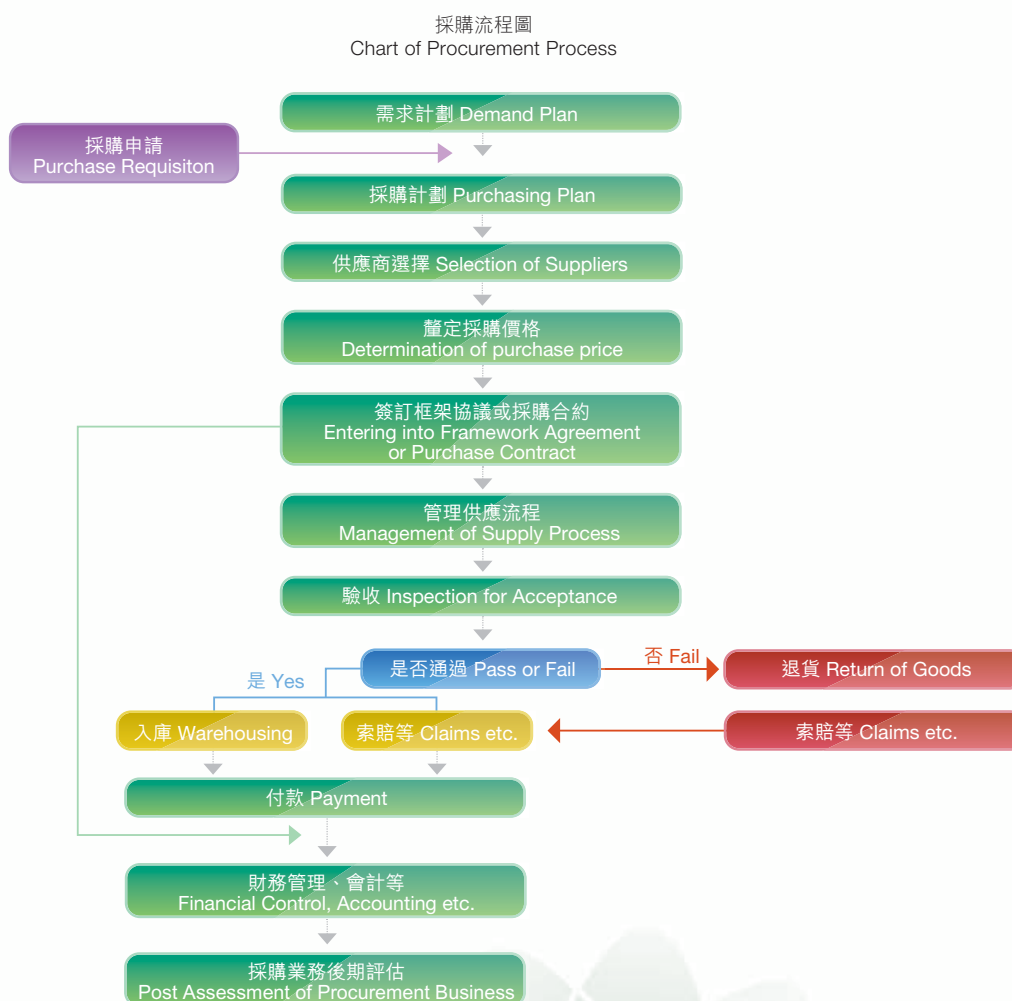 採購流程圖
Chart of Procurement Process
需求計劃 Demand Plan
採購申請
Purchase Requisiton
採購計劃 Purchasing Plan
供應商選擇 Selection of Suppliers
釐定採購價格
Determination of purchase price
簽訂框架協議或採購合約
Entering into Framework Agreement
or Purchase Contract
管理供應流程
Management of Supply Process
驗收 Inspection for Acceptance
是否通過 Pass or Fail
否 Fail
退貨 Return of Goods
是 Yes
入庫 Warehousing
索賠等 Claims etc.
索賠等 Claims etc.
付款 Payment
財務管理、會計等
Financial Control, Accounting etc.
採購業務後期評估
Post Assessment of Procurement Business